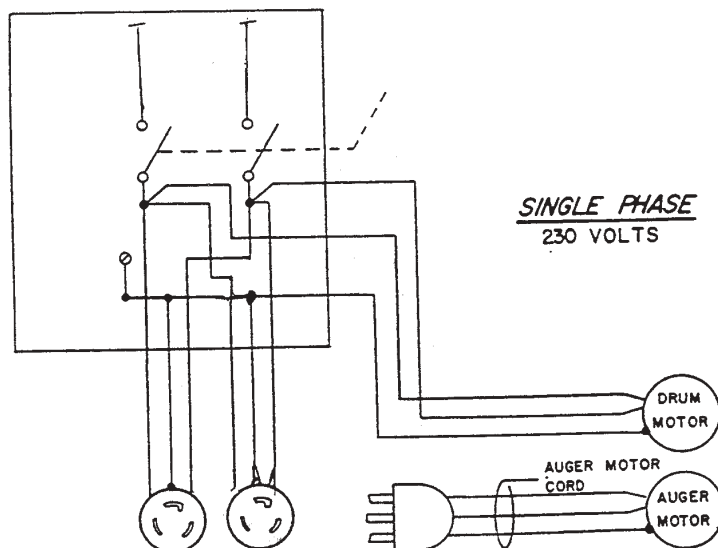 SINGLE PHASE
230 VOLTS
DRUM
MOTOR
AUGER MOTOR
CORD
AUGER
MOTOR